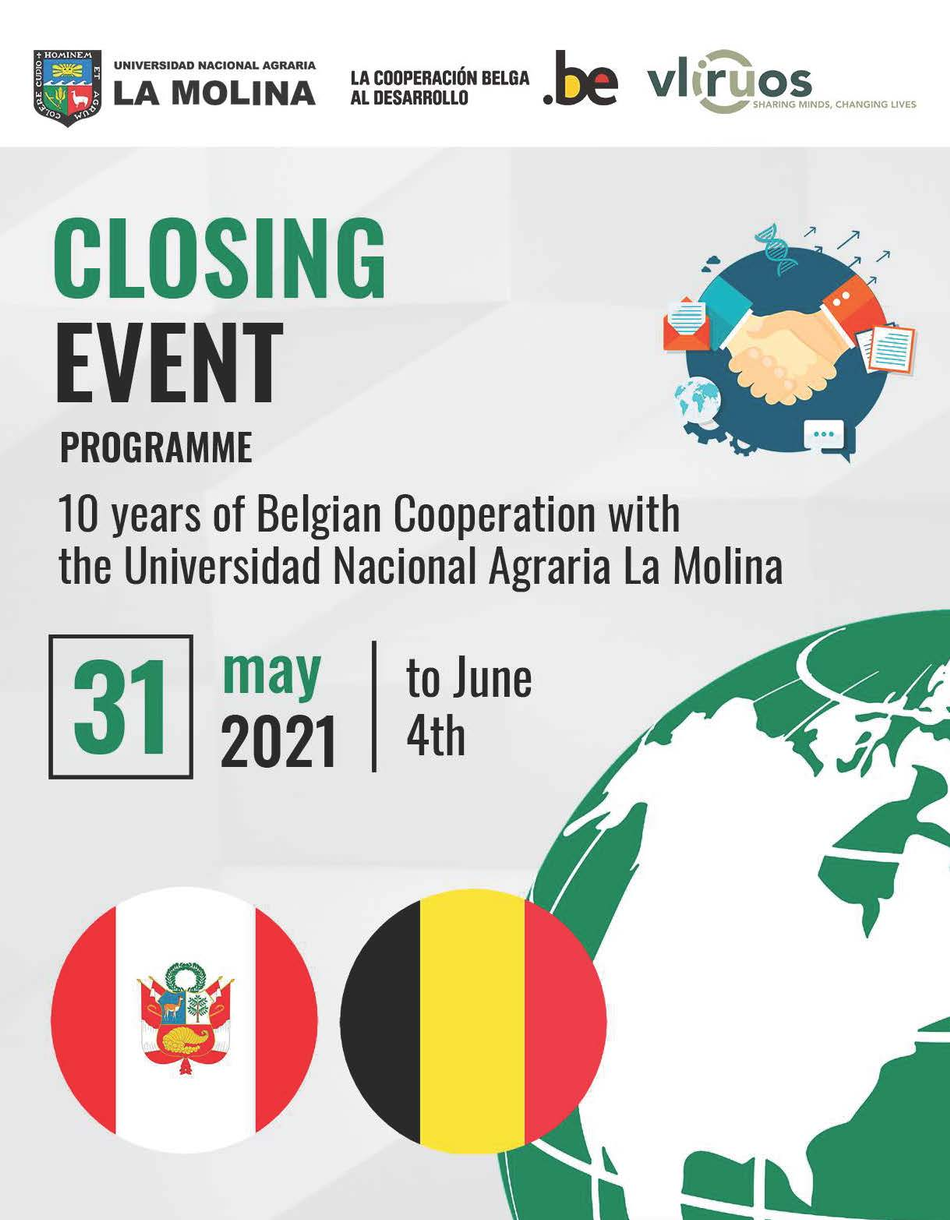 COLERE CUPIO + HOMINEM ET AGRUM
UNIVERSIDAD NACIONAL AGRARIA
LA MOLINA
LA COOPERACIÓN BELGA
AL DESARROLLO
.be
vliruos
SHARING MINDS, CHANGING LIVES
CLOSING
EVENT
PROGRAMME
10 years of Belgian Cooperation with
the Universidad Nacional Agraria La Molina
31
may
2021
to June
4th